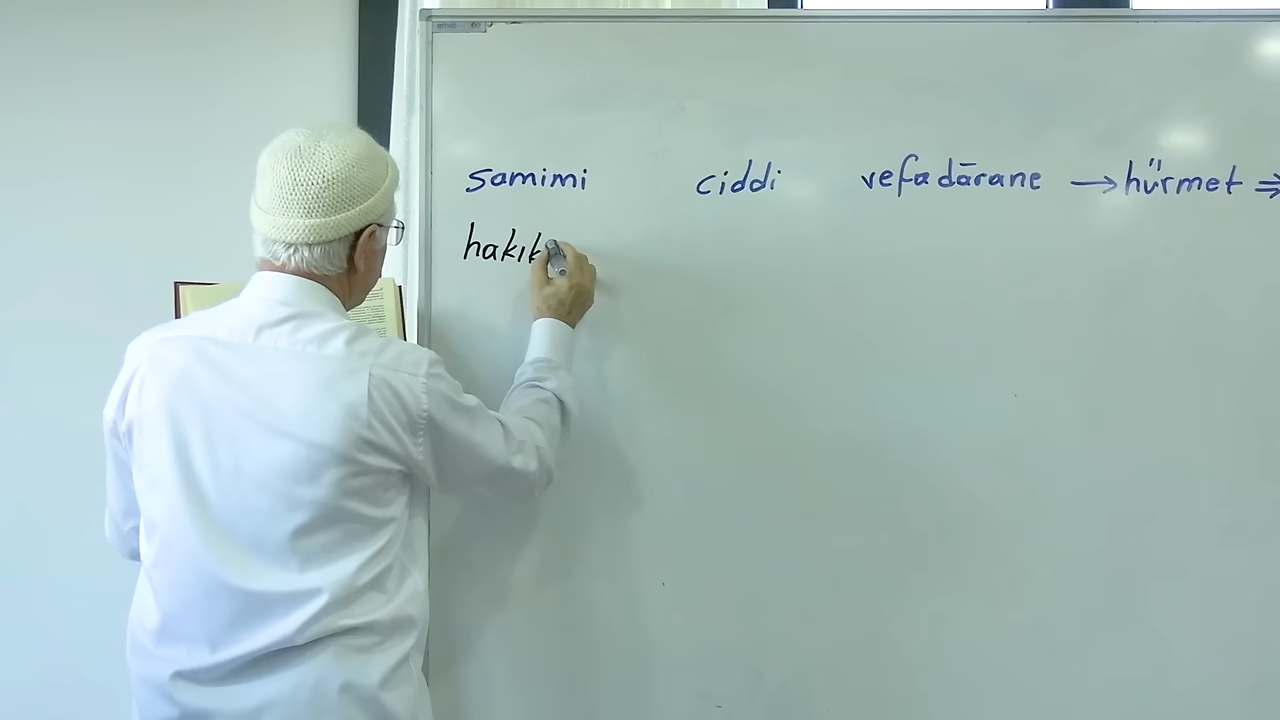 samimi ciddi vefadārane → hürmet ⇒
hakık